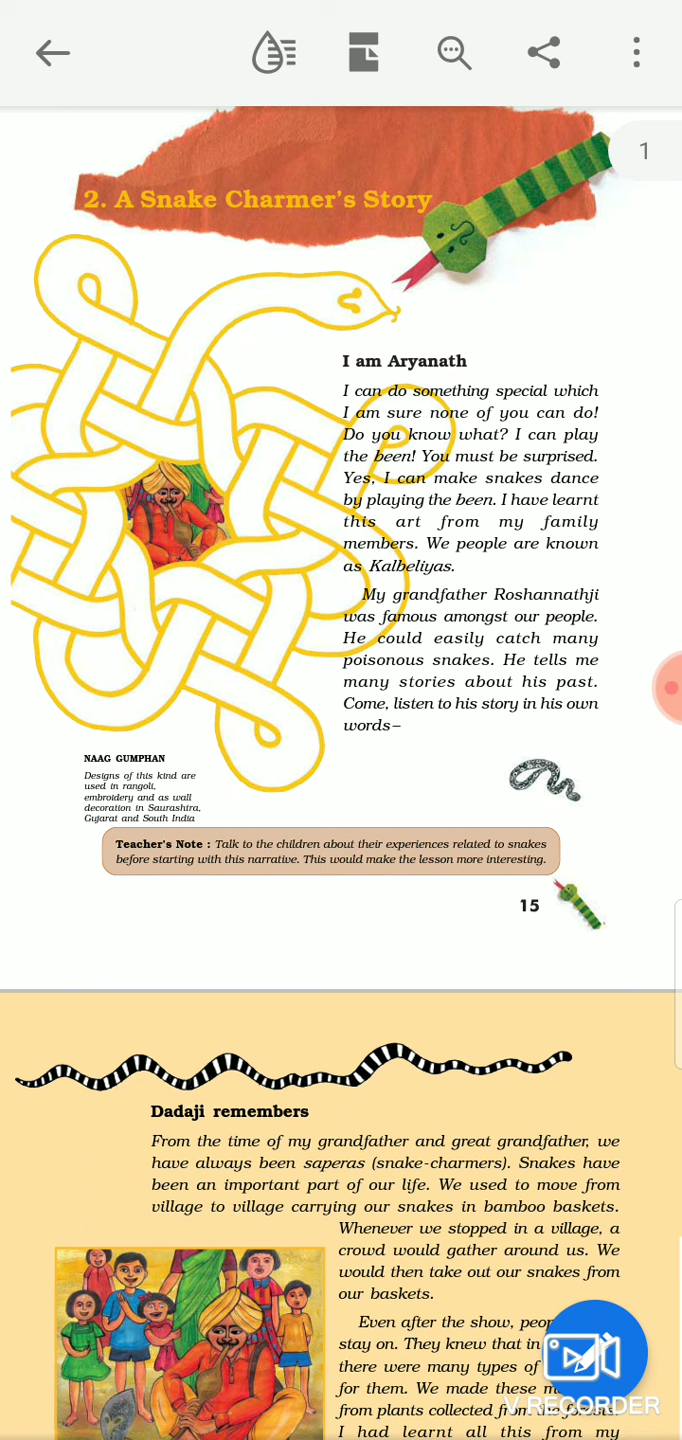 1
2. A Snake Charmer's Story
I am Aryanath
I can do something special which
I am sure none of you can do!
Do you know what? I can play
the been! You must be surprised.
Yes, I can make snakes dance
by playing the been. I have learnt
this art from my family
members. We people are known
as Kalbeliyas.
My grandfather Roshannathji
was famous amongst our people.
He could easily catch many
poisonous snakes. He tells me
many stories about his past.
Come, listen to his story in his own
words–
NAAG GUMPHAN
Designs of this kind are
used in rangoli,
embroidery and as wall
decoration in Saurashtra,
Gujarat and South India
Teacher's Note : Talk to the children about their experiences related to snakes
before starting with this narrative. This would make the lesson more interesting.
15
Dadaji remembers
From the time of my grandfather and great grandfather, we
have always been saperas (snake-charmers). Snakes have
been an important part of our life. We used to move from
village to village carrying our snakes in bamboo baskets.
Whenever we stopped in a village, a
crowd would gather around us. We
would then take out our snakes from
our baskets.
Even after the show,
stay on. They knew that in
there were many types of
for them. We made these
from plants collected from the forests.
I had learnt all this from my
V RECORDER